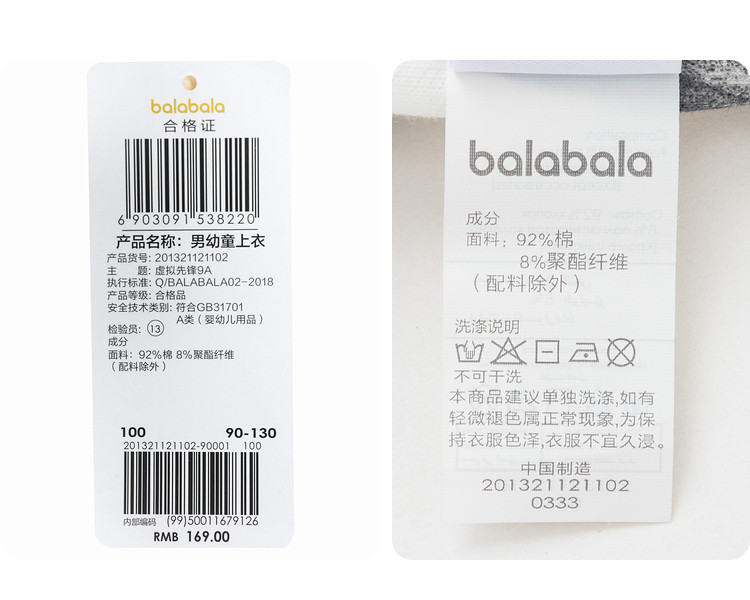 balabala
合格证
6 903091 538220
产品名称: 男幼童上衣
产品货号: 201321121102
主 题: 虚拟先锋9A
执行标准: Q/BALABALA02-2018
产品等级: 合格品
安全技术类别: 符合GB31701
A类(婴幼儿用品)
检验员: 13
成分
面料: 92%棉 8%聚酯纤维
(配料除外)
100 90-130
201321121102-90001 100
内部编码 (99)50011679126
RMB 169.00
balabala
成分
面料: 92%棉
8%聚酯纤维
(配料除外)
洗涤说明
不可干洗
本商品建议单独洗涤,如有
轻微褪色属正常现象,为保
持衣服色泽,衣服不宜久浸。
中国制造
201321121102
0333